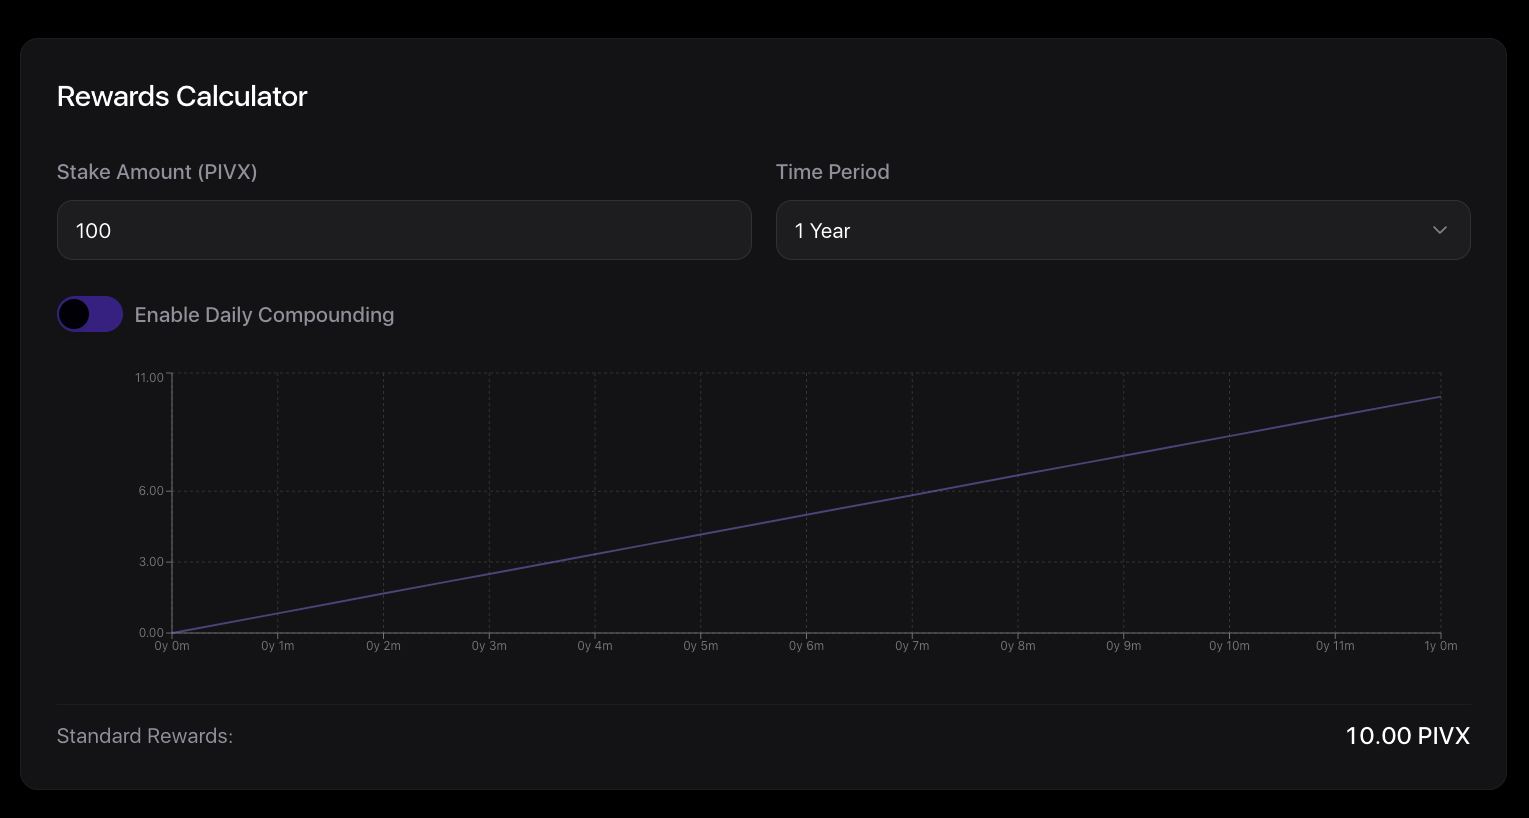 Rewards Calculator
Stake Amount (PIVX)
Time Period
100
1 Year
Enable Daily Compounding
11.00
6.00
3.00
0.00
0y 0m 0y 1m 0y 2m 0y 3m 0y 4m 0y 5m 0y 6m 0y 7m 0y 8m 0y 9m 0y 10m 0y 11m 1y 0m
Standard Rewards: 10.00 PIVX